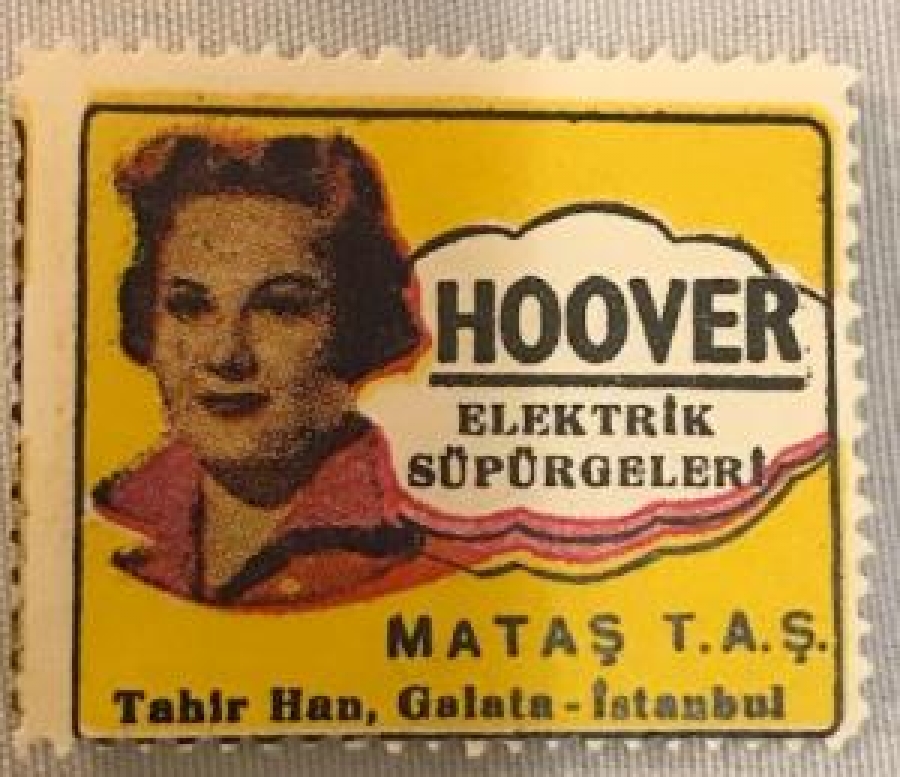 HOOVER
ELEKTRİK
SÜPÜRGELERİ
MATAŞ T.A.Ş.
Tahir Han, Galata - İstanbul